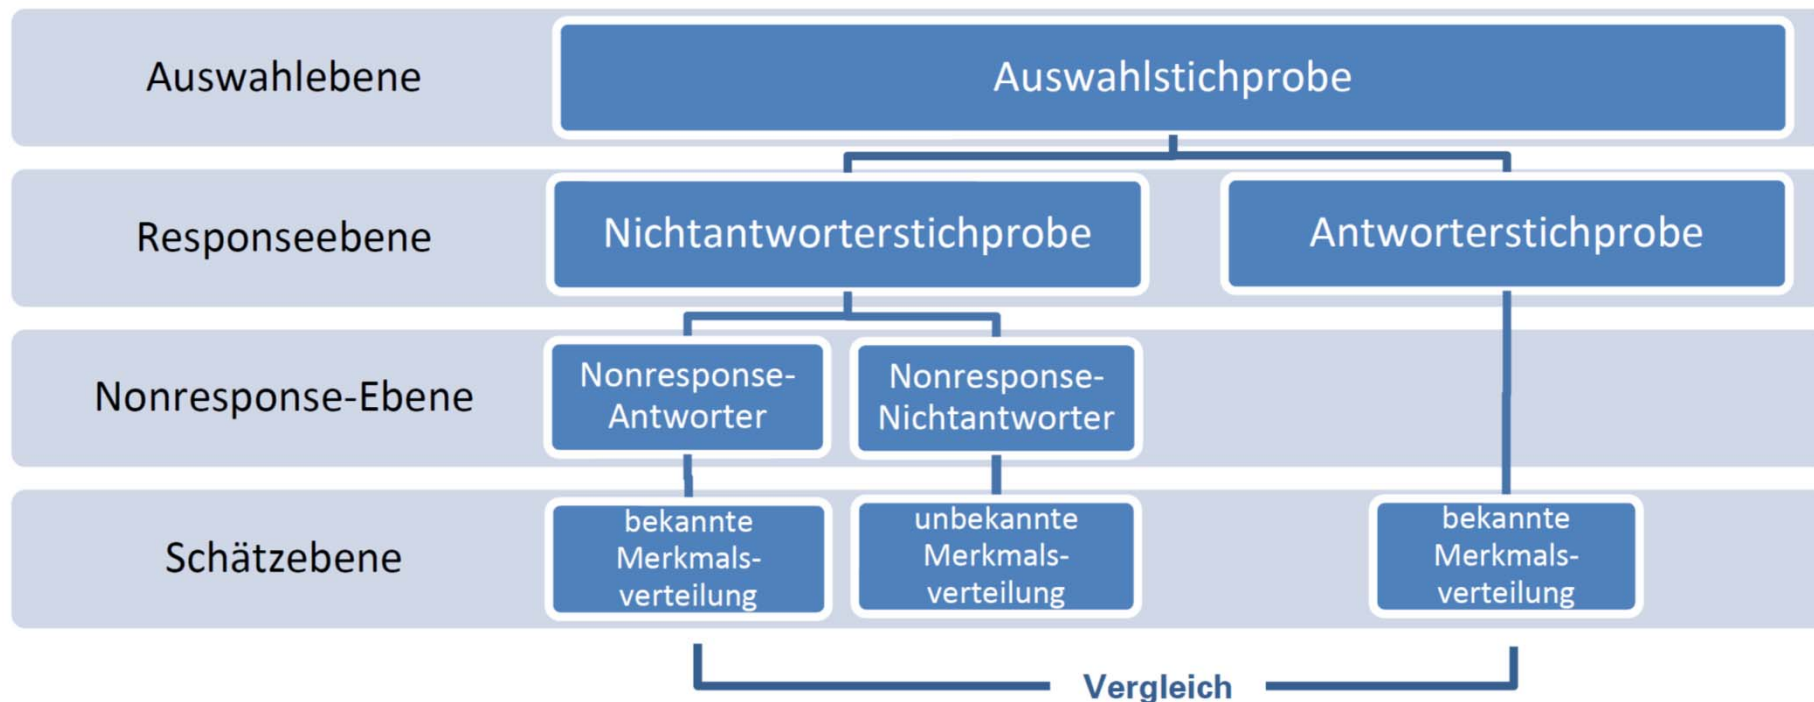 Auswahlebene
Auswahlstichprobe
Responseebene
Nichtantworterstichprobe
Antworterstichprobe
Nonresponse-Ebene
Nonresponse-
Antworter
Nonresponse-
Nichtantworter
Schätzebene
bekannte
Merkmals-
verteilung
unbekannte
Merkmals-
verteilung
bekannte
Merkmals-
verteilung
Vergleich